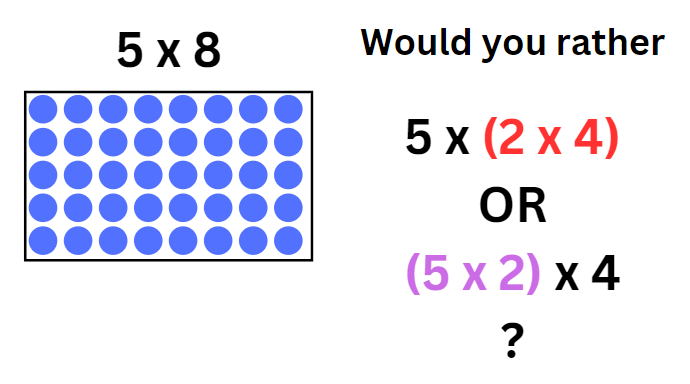 5 x 8
Would you rather
5 x (2 x 4)
OR
(5 x 2) x 4
?